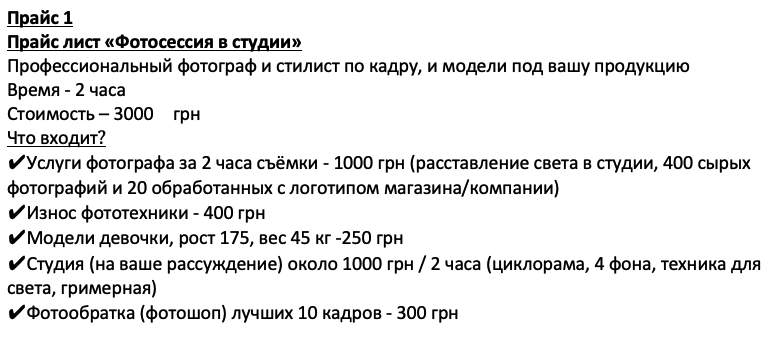 Прайс 1
Прайс лист «Фотосессия в студии»
Профессиональный фотограф и стилист по кадру, и модели под вашу продукцию
Время - 2 часа
Стоимость – 3000 грн
Что входит?
✔Услуги фотографа за 2 часа съёмки - 1000 грн (расставление света в студии, 400 сырых
фотографий и 20 обработанных с логотипом магазина/компании)
✔Износ фототехники - 400 грн
✔Модели девочки, рост 175, вес 45 кг -250 грн
✔Студия (на ваше рассуждение) около 1000 грн / 2 часа (циклорама, 4 фона, техника для
света, гримерная)
✔Фотообратка (фотошоп) лучших 10 кадров - 300 грн